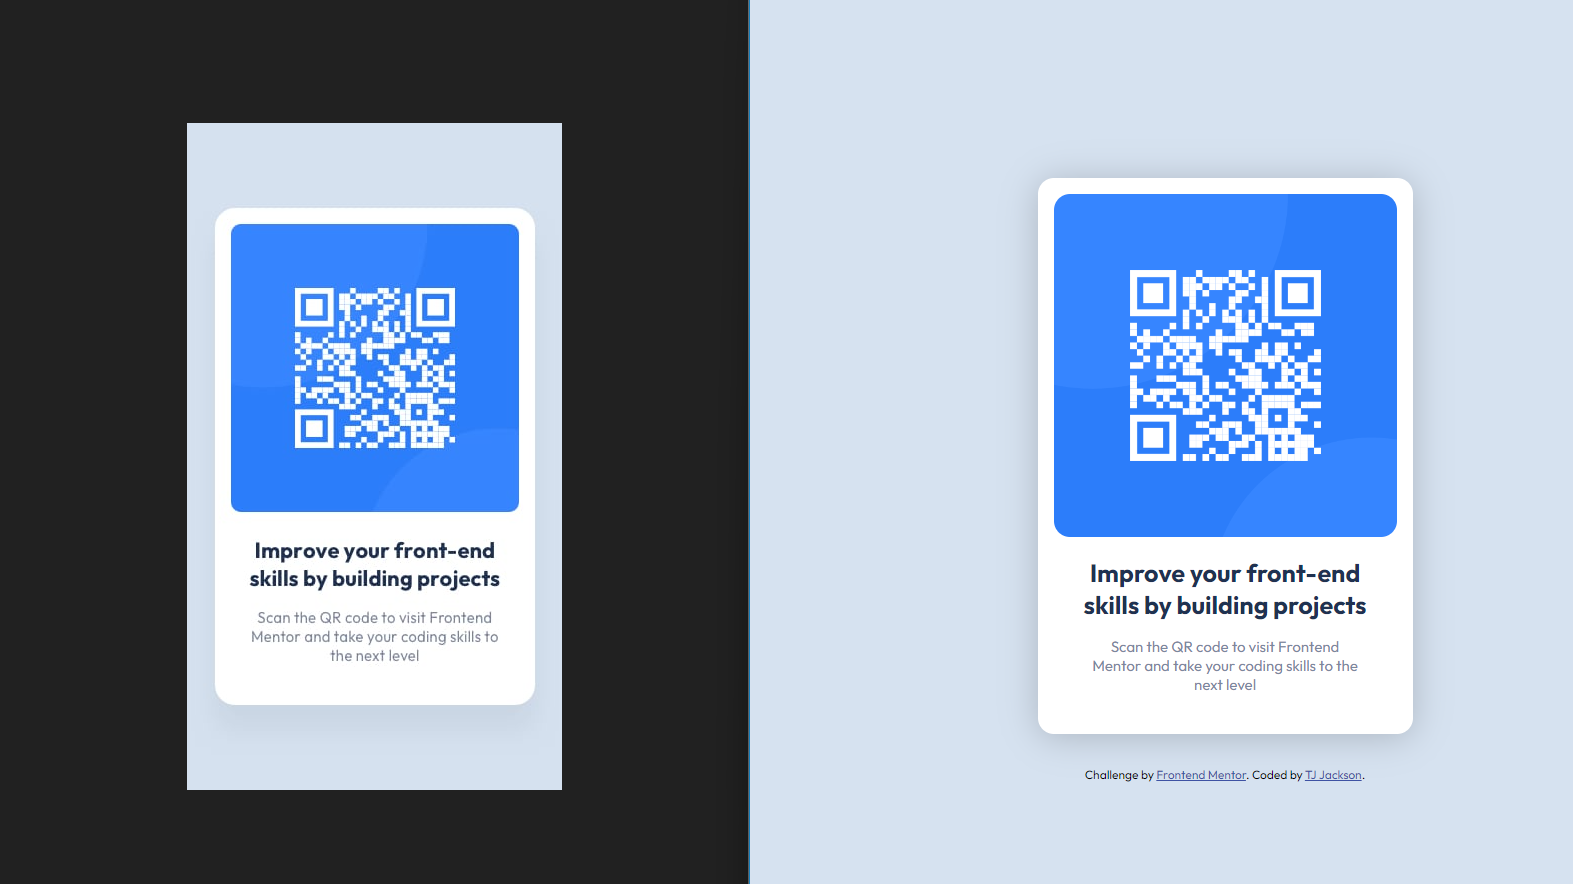 Improve your front-end
skills by building projects
Scan the QR code to visit Frontend
Mentor and take your coding skills to
the next level
Improve your front-end
skills by building projects
Scan the QR code to visit Frontend
Mentor and take your coding skills to the
next level
Challenge by Frontend Mentor. Coded by TJ Jackson.